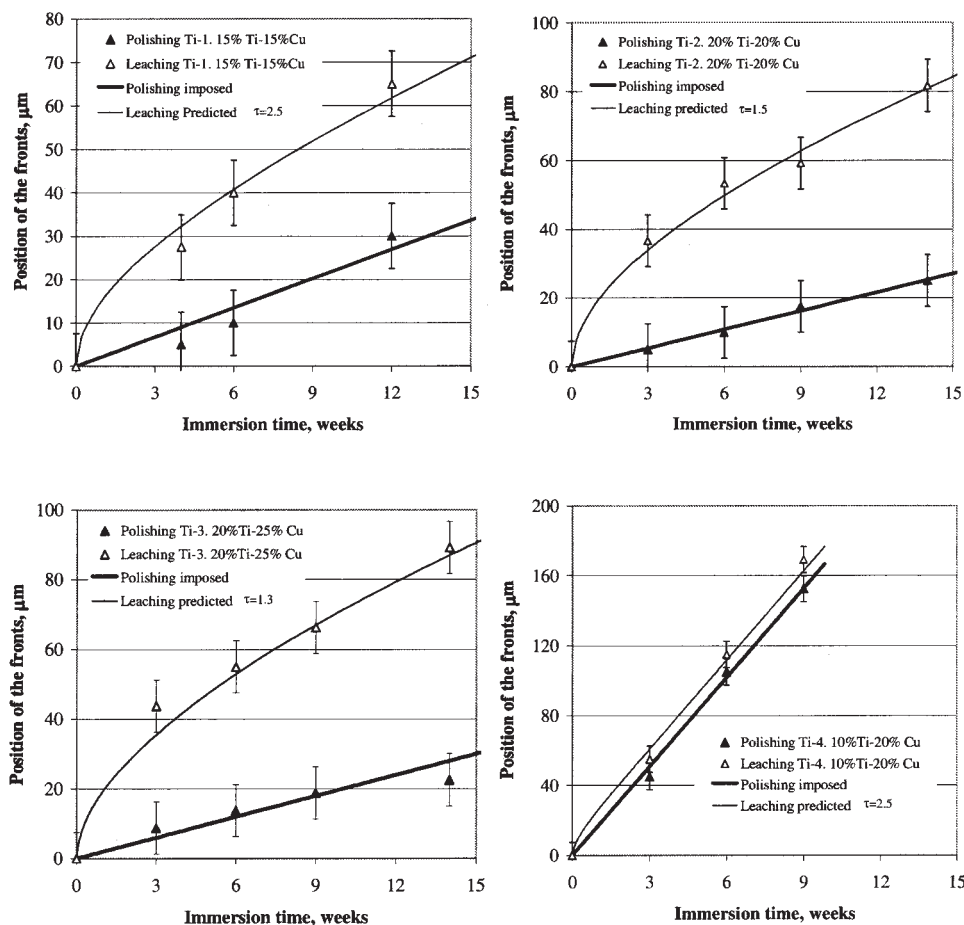 Position of the fronts, μm
80
70
60
50
40
30
20
10
0
▲ Polishing Ti-1. 15% Ti-15%Cu
△ Leaching Ti-1. 15% Ti-15%Cu
Polishing imposed
Leaching Predicted τ=2.5
0 3 6 9 12 15
Immersion time, weeks
Position of the fronts, μm
100
80
60
40
20
0
▲ Polishing Ti-2. 20% Ti-20% Cu
△ Leaching Ti-2. 20% Ti-20% Cu
Polishing imposed
Leaching predicted τ=1.5
0 3 6 9 12 15
Immersion time, weeks
Position of the fronts, μm
100
80
60
40
20
0
▲ Polishing Ti-3. 20%Ti-25% Cu
△ Leaching Ti-3. 20%Ti-25% Cu
Polishing imposed
Leaching predicted τ=1.3
0 3 6 9 12 15
Immersion time, weeks
Position of the fronts, μm
200
160
120
80
40
0
▲ Polishing Ti-4. 10%Ti-20% Cu
△ Leaching Ti-4. 10%Ti-20% Cu
Polishing imposed
Leaching predicted τ=2.5
0 3 6 9 12 15
Immersion time, weeks